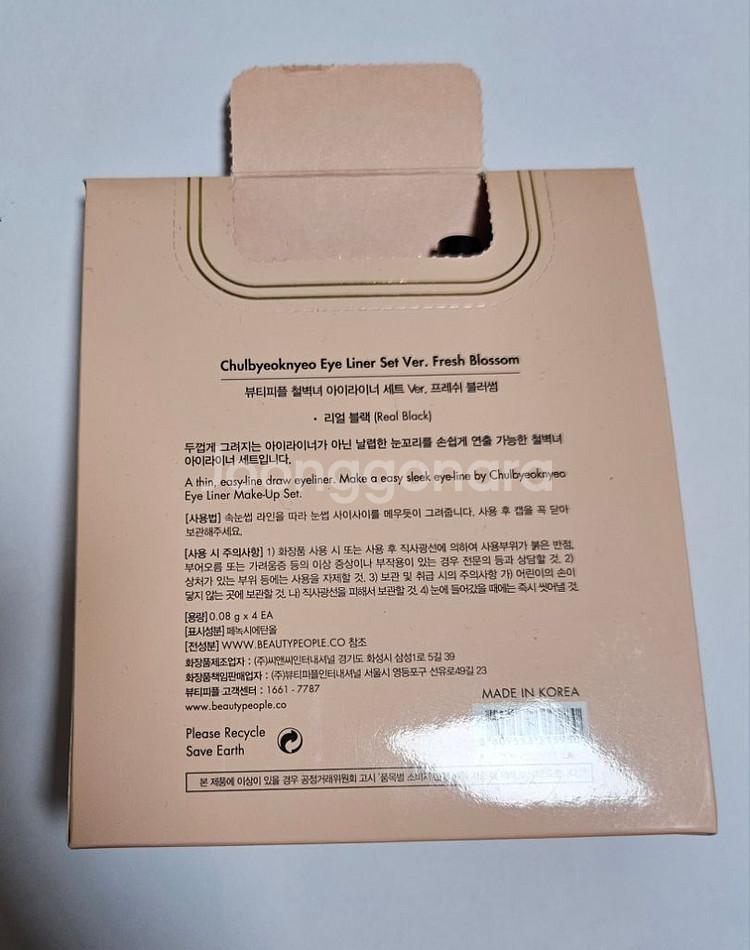 Chulbyeoknyeo Eye Liner Set Ver. Fresh Blossom
뷰티피플 철벽녀 아이라이너 세트 Ver. 프레쉬 블러썸
• 리얼 블랙 (Real Black)
두껍게 그려지는 아이라이너가 아닌 날렵한 눈꼬리를 손쉽게 연출 가능한 철벽녀
아이라이너 세트입니다.
joonggonara
A thin, easy-line draw eyeliner. Make a easy sleek eye-line by Chulbyeoknyeo
Eye Liner Make-Up Set.
[사용법] 속눈썹 라인을 따라 눈썹 사이사이를 메우듯이 그려줍니다. 사용 후 캡을 꼭 닫아
보관해주세요.
[사용 시 주의사항] 1) 화장품 사용 시 또는 사용 후 직사광선에 의하여 사용부위가 붉은 반점,
부어오름 또는 가려움증 등의 이상 증상이나 부작용이 있는 경우 전문의 등과 상담할 것. 2)
상처가 있는 부위 등에는 사용을 자제할 것. 3) 보관 및 취급 시의 주의사항 가) 어린이의 손이
닿지 않는 곳에 보관할 것. 나) 직사광선을 피해서 보관할 것. 4) 눈에 들어갔을 때에는 즉시 씻어낼 것.
[용량] 0.08 g x 4 EA
[표시성분] 페녹시에탄올
[전성분] WWW.BEAUTYPEOPLE.CO 참조
화장품제조업자 : (주)씨앤씨인터내셔널 경기도 화성시 삼성1로 5길 39
화장품책임판매업자 : (주)뷰티피플인터내셔널 서울시 영등포구 선유로49길 23
뷰티피플 고객센터 : 1661 - 7787
www.beautypeople.co
MADE IN KOREA
Please Recycle
Save Earth
본 제품에 이상이 있을 경우 공정거래위원회 고시 '품목별 소비자